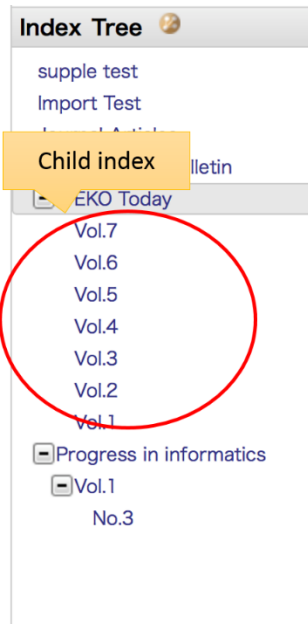 Index Tree
supple test
Import Test
Child index
EKO Today
Vol.7
Vol.6
Vol.5
Vol.4
Vol.3
Vol.2
Vol.1
Progress in informatics
Vol.1
No.3